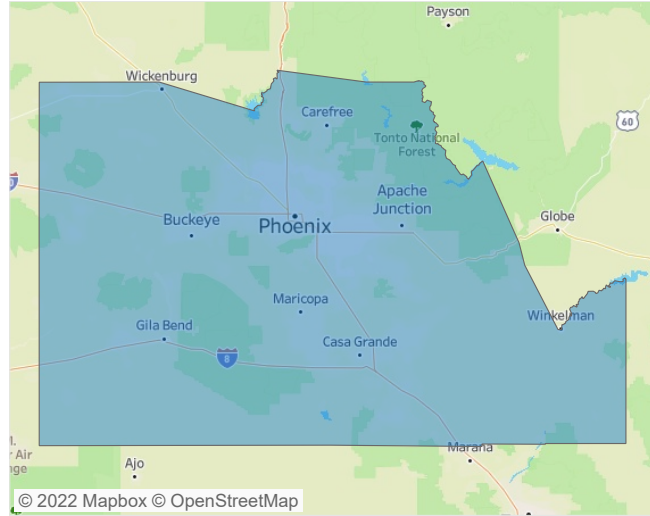 Payson
Wickenburg
Carefree
60
Tonto National
Forest
Apache
Junction
Buckeye
Phoenix
Globe
Maricopa
Winkelman
Gila Bend
Casa Grande
8
Marana
Ajo
© 2022 Mapbox © OpenStreetMap